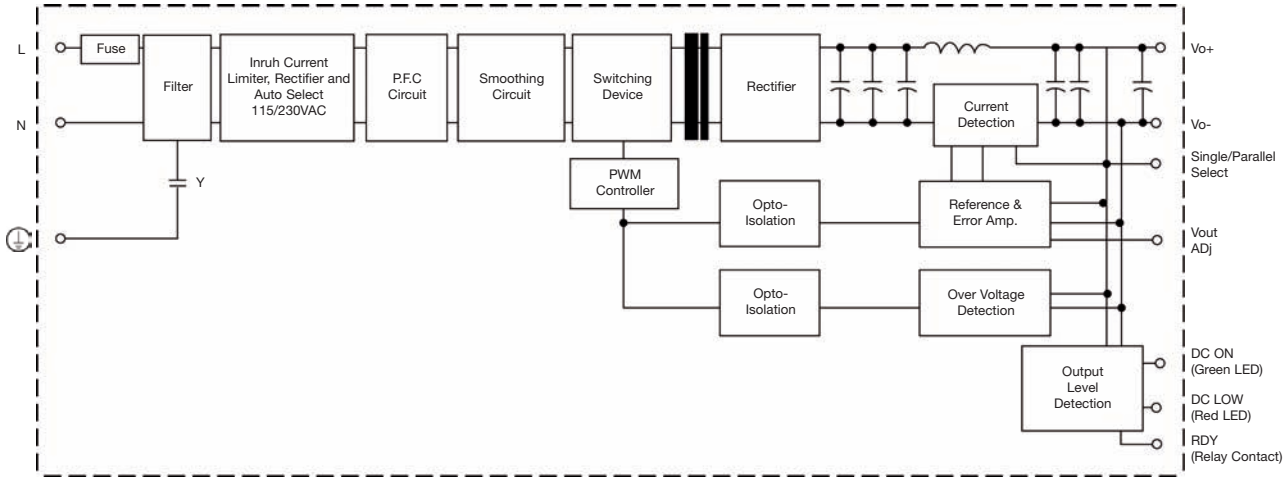 L
Fuse
Filter
Inruh Current
Limiter, Rectifier and
Auto Select
115/230VAC
P.F.C
Circuit
Smoothing
Circuit
Switching
Device
Rectifier
Current
Detection
Vo+
N
Vo-
Y
PWM
Controller
Single/Parallel
Select
Opto-
Isolation
Reference &
Error Amp.
Vout
ADj
Opto-
Isolation
Over Voltage
Detection
Output
Level
Detection
DC ON
(Green LED)
DC LOW
(Red LED)
RDY
(Relay Contact)